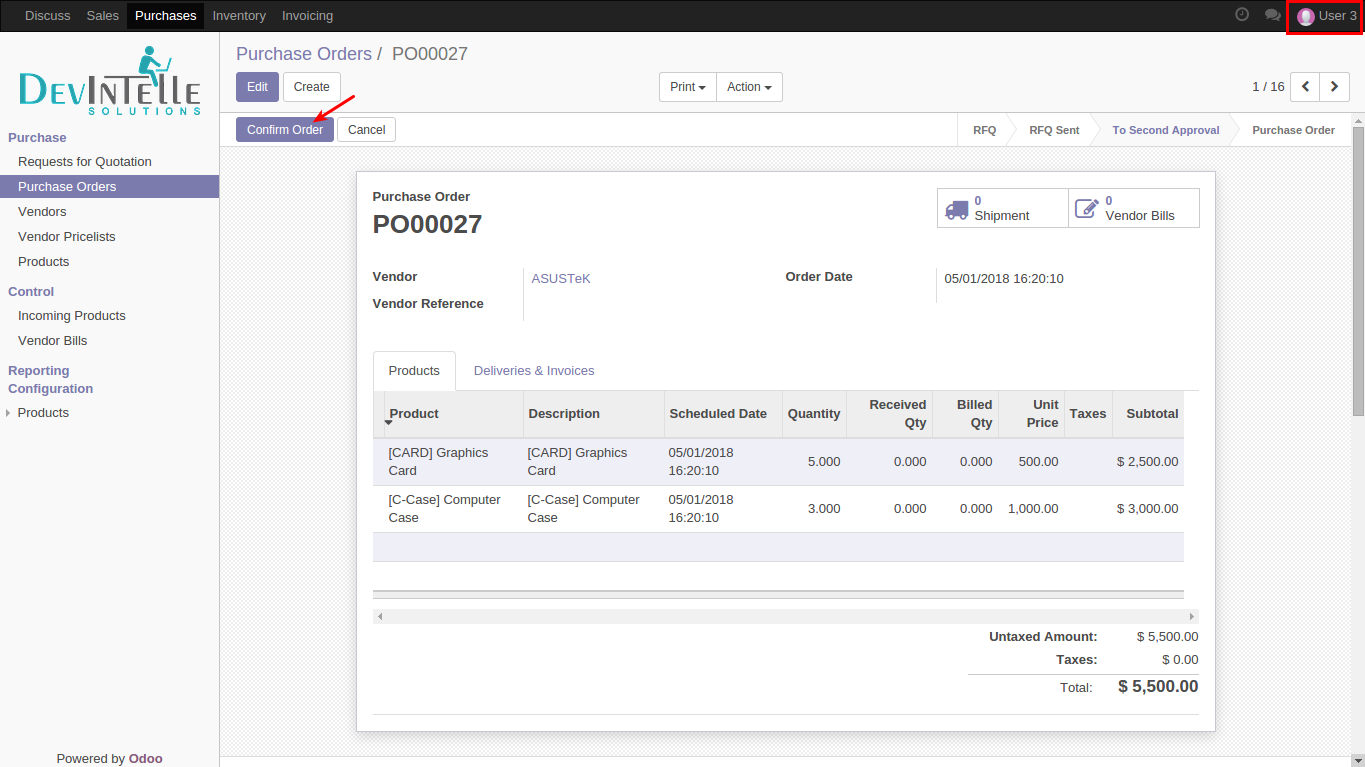 Discuss Sales Purchases Inventory Invoicing User 3
DEVINTELLE
SOLUTIONS
Purchase
Requests for Quotation
Purchase Orders
Vendors
Vendor Pricelists
Products
Control
Incoming Products
Vendor Bills
Reporting
Configuration
Products
Powered by Odoo
Purchase Orders / PO00027
Edit Create Print Action 1 / 16
Confirm Order Cancel RFQ RFQ Sent To Second Approval Purchase Order
Purchase Order
PO00027
0
Shipment
0
Vendor Bills
Vendor ASUSTeK Order Date 05/01/2018 16:20:10
Vendor Reference
Products Deliveries & Invoices
Product Description Scheduled Date Quantity Received Qty Billed Qty Unit Price Taxes Subtotal
[CARD] Graphics Card [CARD] Graphics Card 05/01/2018 16:20:10 5.000 0.000 0.000 500.00 $ 2,500.00
[C-Case] Computer Case [C-Case] Computer Case 05/01/2018 16:20:10 3.000 0.000 0.000 1,000.00 $ 3,000.00
Untaxed Amount: $ 5,500.00
Taxes: $ 0.00
Total: $ 5,500.00